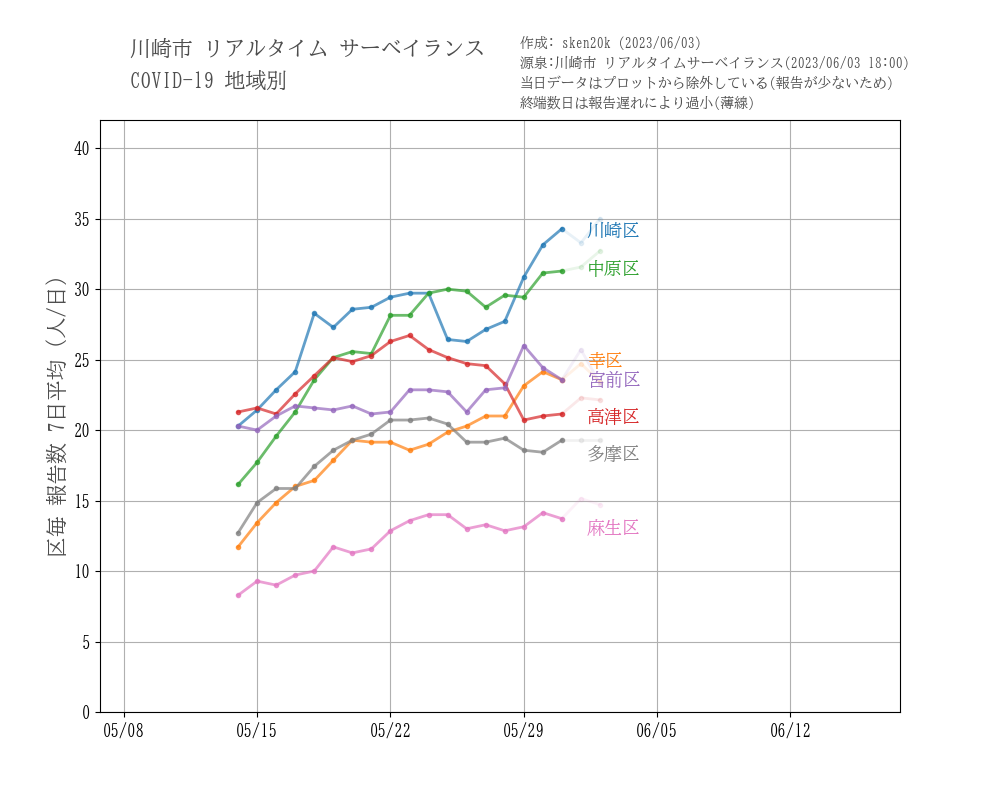 川崎市 リアルタイム サーベイランス
COVID-19 地域別
作成: sken20k (2023/06/03)
源泉:川崎市 リアルタイムサーベイランス(2023/06/03 18:00)
当日データはプロットから除外している(報告が少ないため)
終端数日は報告遅れにより過小(薄線)
区毎 報告数 7日平均 (人/日)
40
35
30
25
20
15
10
5
0
川崎区
中原区
幸区
宮前区
高津区
多摩区
麻生区
05/08
05/15
05/22
05/29
06/05
06/12